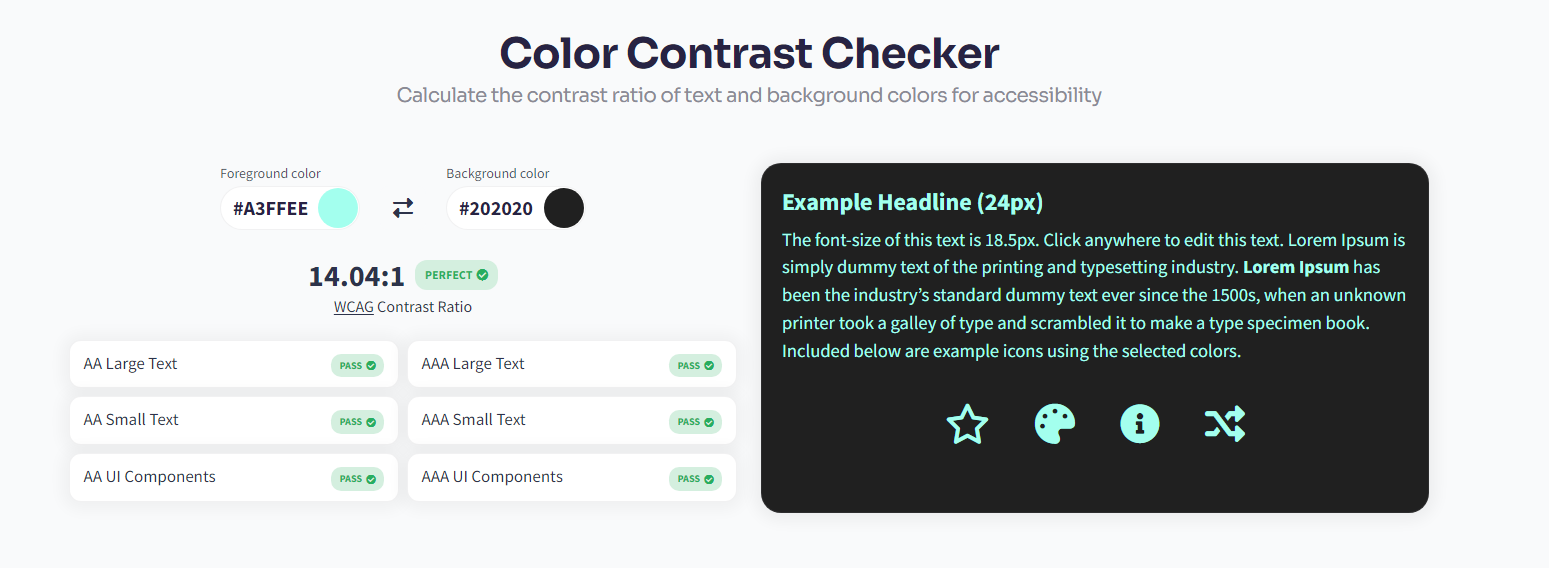 Color Contrast Checker
Calculate the contrast ratio of text and background colors for accessibility
Foreground color
#A3FFEE
Background color
#202020
14.04:1 PERFECT
WCAG Contrast Ratio
AA Large Text PASS
AAA Large Text PASS
AA Small Text PASS
AAA Small Text PASS
AA UI Components PASS
AAA UI Components PASS
Example Headline (24px)
The font-size of this text is 18.5px. Click anywhere to edit this text. Lorem Ipsum is
simply dummy text of the printing and typesetting industry. Lorem Ipsum has
been the industry’s standard dummy text ever since the 1500s, when an unknown
printer took a galley of type and scrambled it to make a type specimen book.
Included below are example icons using the selected colors.